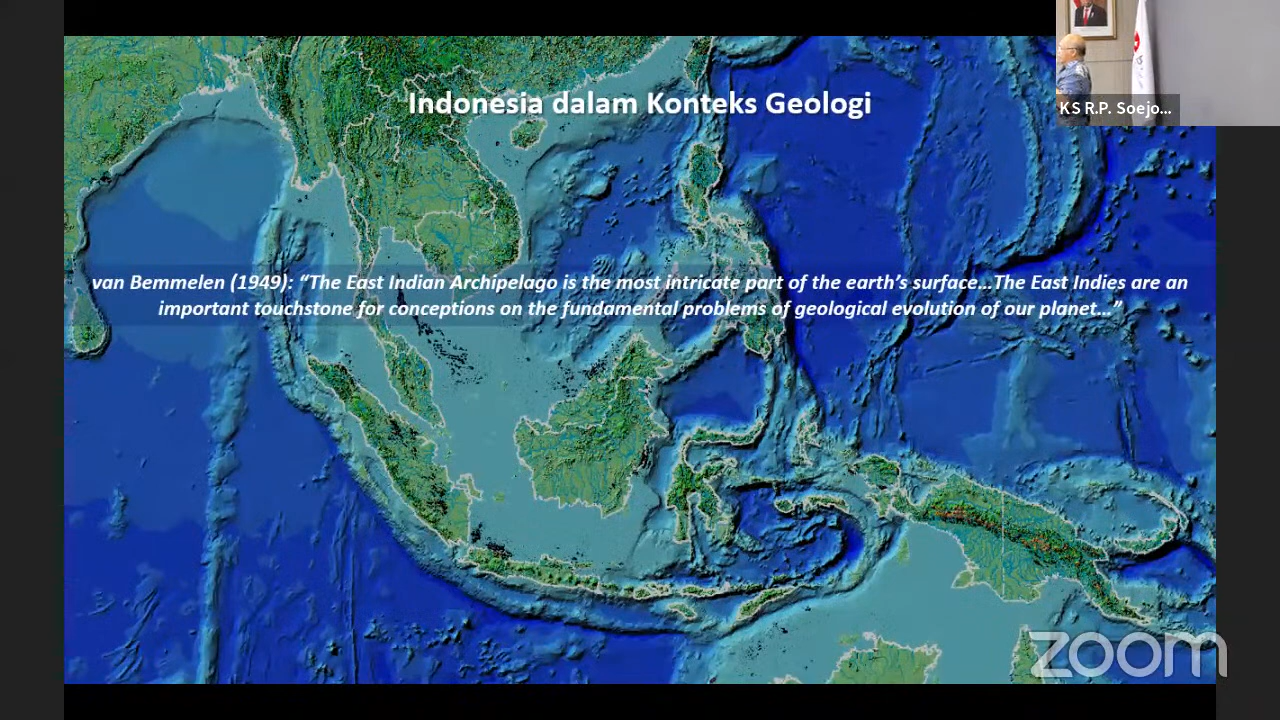 Indonesia dalam Konteks Geologi
KS R.P. Soejo...
van Bemmelen (1949): “The East Indian Archipelago is the most intricate part of the earth’s surface…The East Indies are an
important touchstone for conceptions on the fundamental problems of geological evolution of our planet…”
zoom